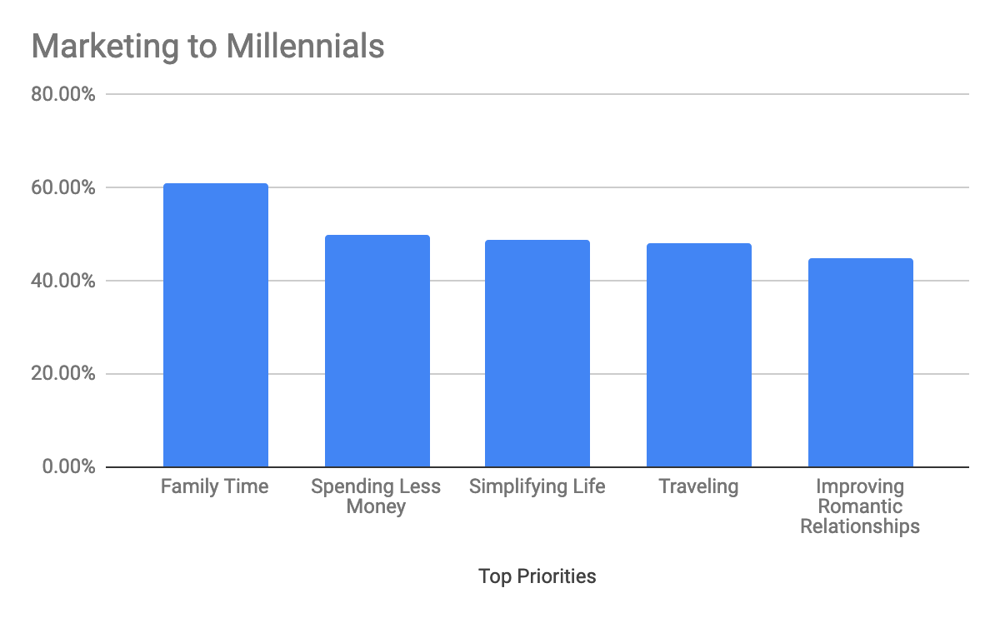 Marketing to Millennials
80.00%
60.00%
40.00%
20.00%
0.00%
Family Time
Spending Less
Money
Simplifying Life
Traveling
Improving
Romantic
Relationships
Top Priorities